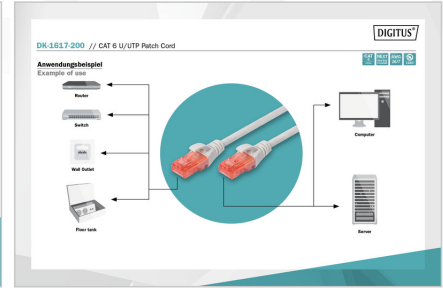 DIGITUS®
DK-1617-200 // CAT 6 U/UTP Patch Cord
Anwendungsbeispiel
Example of use
Router
Switch
Wall Outlet
Floor tank
Computer
Server